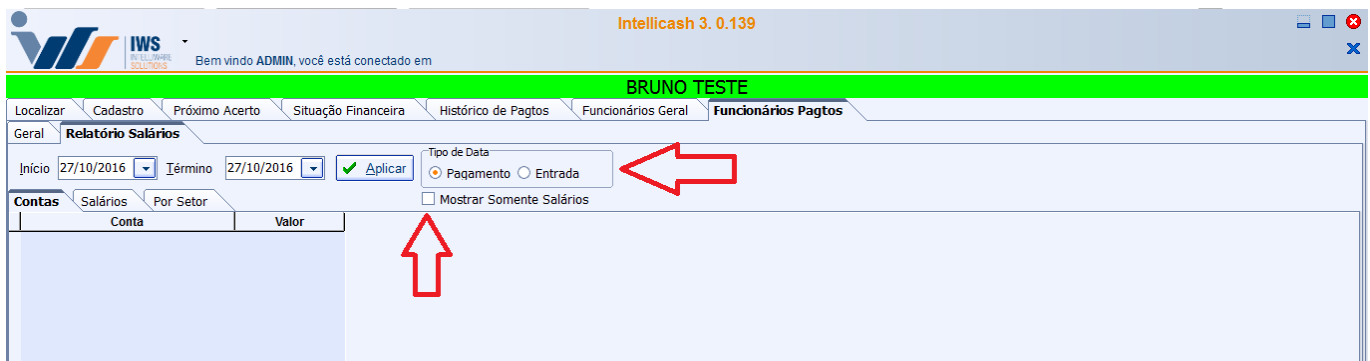 Intellicash 3. 0.139
IWS
INTELLIWARE
SOLUTIONS
Bem vindo ADMIN, você está conectado em
BRUNO TESTE
Localizar Cadastro Próximo Acerto Situação Financeira Histórico de Pagtos Funcionários Geral Funcionários Pagtos
Geral Relatório Salários
Início 27/10/2016 Término 27/10/2016 Aplicar
Tipo de Data
Pagamento Entrada
Mostrar Somente Salários
Contas Salários Por Setor
Conta Valor